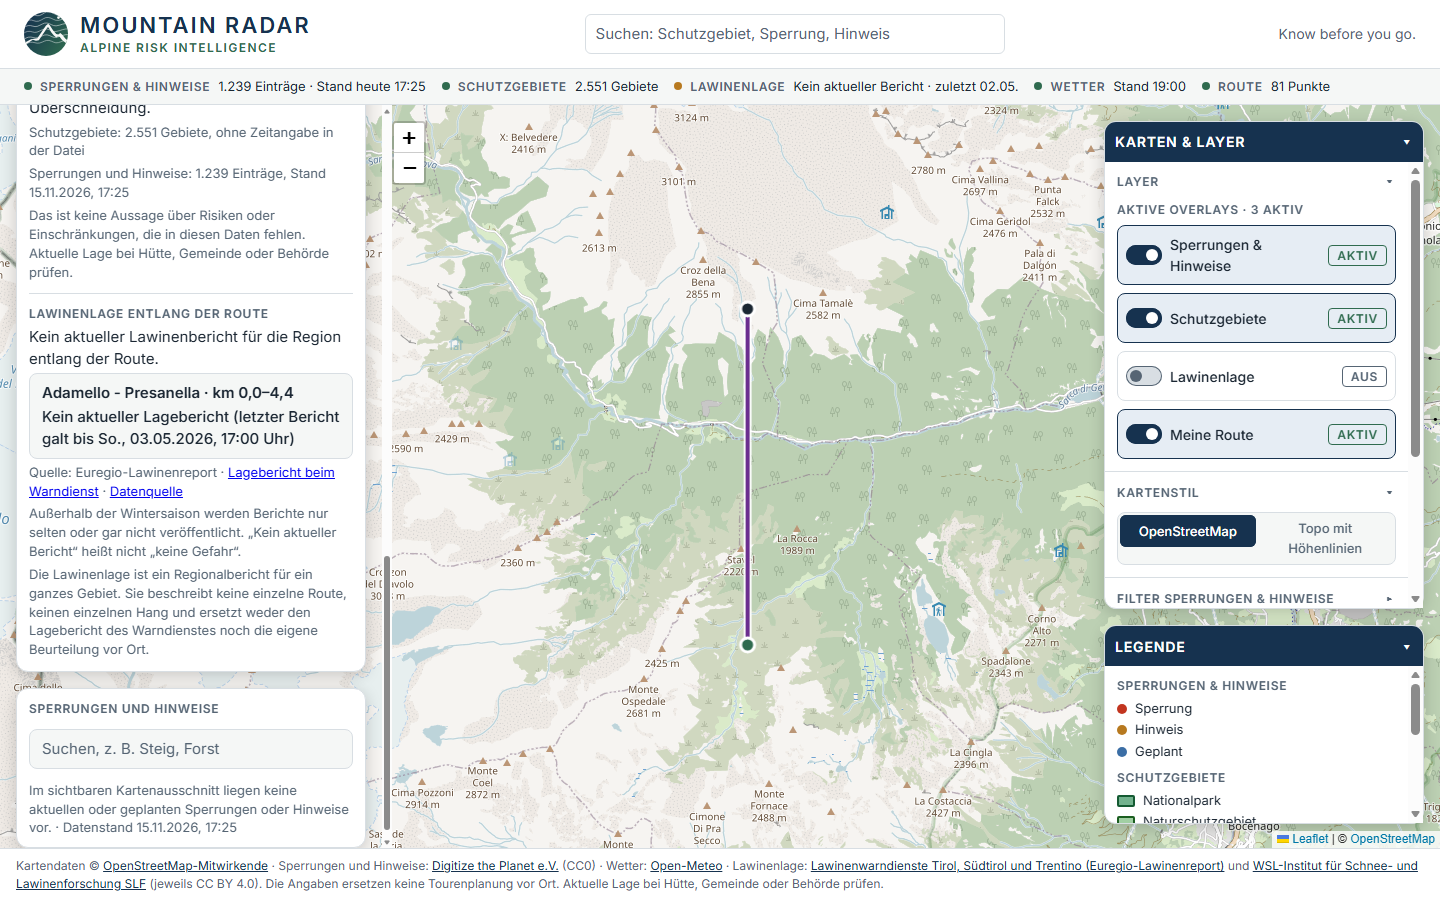 MOUNTAIN RADAR
ALPINE RISK INTELLIGENCE
Suchen: Schutzgebiet, Sperrung, Hinweis
Know before you go.
SPERRUNGEN & HINWEISE 1.239 Einträge · Stand heute 17:25
SCHUTZGEBIETE 2.551 Gebiete
LAWINENLAGE Kein aktueller Bericht · zuletzt 02.05.
WETTER Stand 19:00
ROUTE 81 Punkte
Überschneidung.
Schutzgebiete: 2.551 Gebiete, ohne Zeitangabe in
der Datei
Sperrungen und Hinweise: 1.239 Einträge, Stand
15.11.2026, 17:25
Das ist keine Aussage über Risiken oder
Einschränkungen, die in diesen Daten fehlen.
Aktuelle Lage bei Hütte, Gemeinde oder Behörde
prüfen.
LAWINENLAGE ENTLANG DER ROUTE
Kein aktueller Lawinenbericht für die Region
entlang der Route.
Adamello - Presanella · km 0,0–4,4
Kein aktueller Lagebericht (letzter Bericht
galt bis So., 03.05.2026, 17:00 Uhr)
Quelle: Euregio-Lawinenreport · Lagebericht beim
Warndienst · Datenquelle
Außerhalb der Wintersaison werden Berichte nur
selten oder gar nicht veröffentlicht. „Kein aktueller
Bericht“ heißt nicht „keine Gefahr“.
Die Lawinenlage ist ein Regionalbericht für ein
ganzes Gebiet. Sie beschreibt keine einzelne Route,
keinen einzelnen Hang und ersetzt weder den
Lagebericht des Warndienstes noch die eigene
Beurteilung vor Ort.
SPERRUNGEN UND HINWEISE
Suchen, z. B. Steig, Forst
Im sichtbaren Kartenausschnitt liegen keine
aktuellen oder geplanten Sperrungen oder Hinweise
vor. · Datenstand 15.11.2026, 17:25
+
−
3124 m
X: Belvedere
2416 m
3101 m
2613 m
Croz della
Bena
2855 m
Cima Tamalè
2582 m
2324 m
2780 m
Cima Vallina
2697 m
Punta
Falck
2532 m
Cima Geridol
2476 m
Pala di
Dalgón
2411 m
2429 m
2590 m
2360 m
La Rocca
1989 m
2425 m
Monte
Ospedale
2681 m
Corno
Alto
2271 m
Spadalone
2343 m
La Cingla
2396 m
Monte
Coel
2872 m
Cima Pozzoni
2914 m
Monte
Fornace
2488 m
Cimone
Di Pra
Secco
La Costaccia
2427 m
Bocenago
KARTEN & LAYER
LAYER
AKTIVE OVERLAYS · 3 AKTIV
Sperrungen &
Hinweise
AKTIV
Schutzgebiete
AKTIV
Lawinenlage
AUS
Meine Route
AKTIV
KARTENSTIL
OpenStreetMap
Topo mit
Höhenlinien
FILTER SPERRUNGEN & HINWEISE
LEGENDE
SPERRUNGEN & HINWEISE
Sperrung
Hinweis
Geplant
SCHUTZGEBIETE
Nationalpark
Naturschutzgebiet
Leaflet | © OpenStreetMap
Kartendaten © OpenStreetMap-Mitwirkende · Sperrungen und Hinweise: Digitize the Planet e.V. (CC0) · Wetter: Open-Meteo · Lawinenlage: Lawinenwarndienste Tirol, Südtirol und Trentino (Euregio-Lawinenreport) und WSL-Institut für Schnee- und
Lawinenforschung SLF (jeweils CC BY 4.0). Die Angaben ersetzen keine Tourenplanung vor Ort. Aktuelle Lage bei Hütte, Gemeinde oder Behörde prüfen.